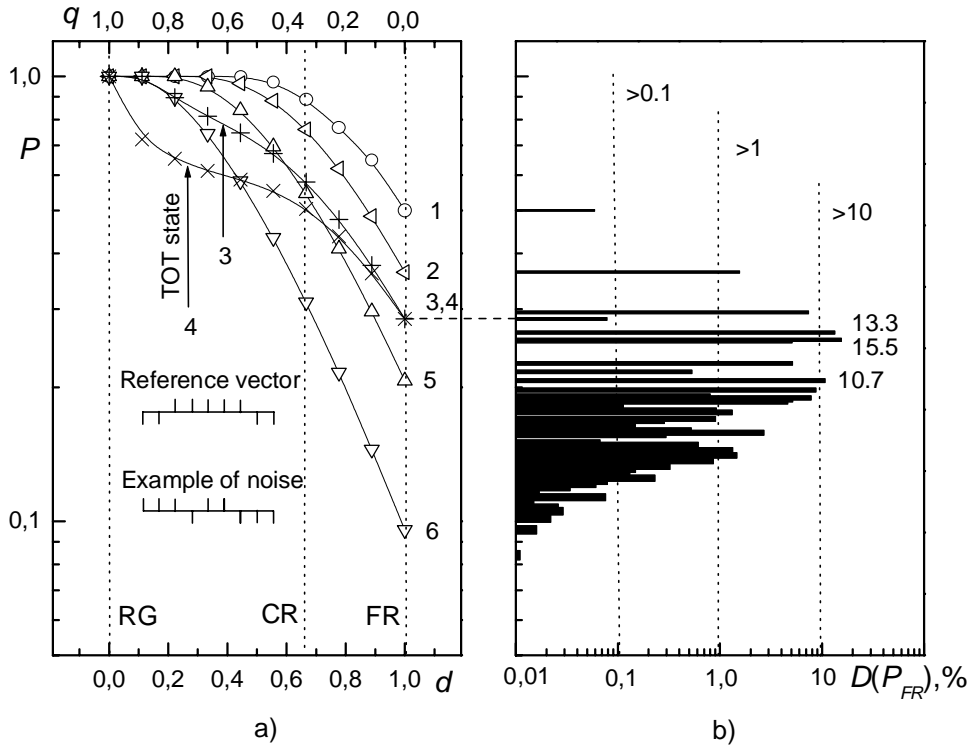 q 1,0 0,8 0,6 0,4 0,2 0,0
1,0
P
0,1
1
2
3,4
5
6
TOT state
3
4
Reference vector
Example of noise
RG CR FR
0,0 0,2 0,4 0,6 0,8 1,0 d
a)
>0.1
>1
>10
13.3
15.5
10.7
0,01 0,1 1,0 10 D(PFR),%
b)